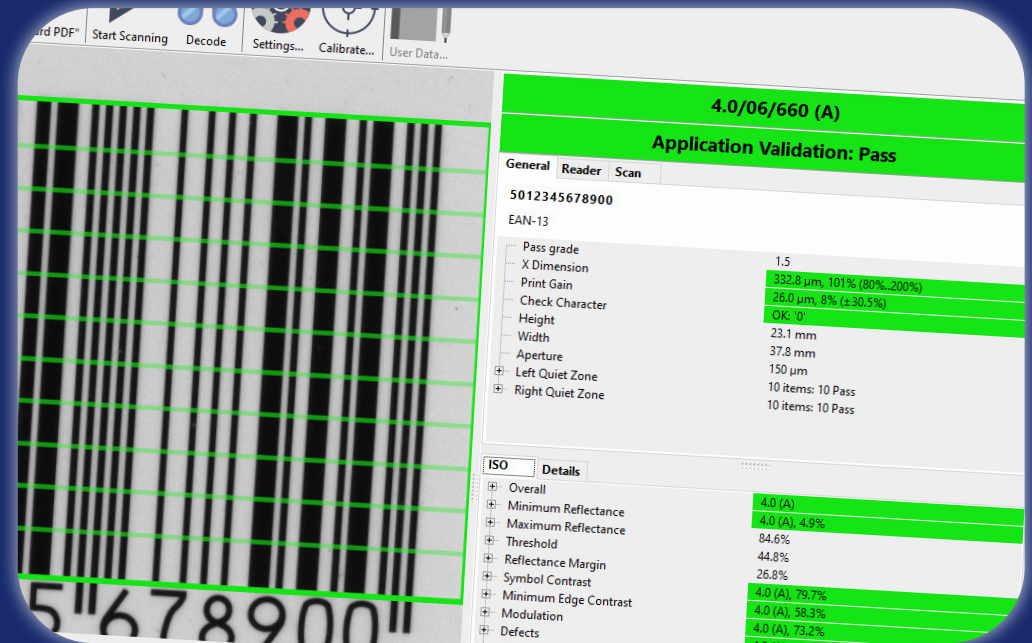 rd PDF"
Start Scanning
Decode
Settings...
Calibrate...
User Data...
4.0/06/660 (A)
Application Validation: Pass
General Reader Scan
5012345678900
EAN-13
Pass grade 1.5
X Dimension 332.8 µm, 101% (80%..200%)
Print Gain 26.0 µm, 8% (±30.5%)
Check Character OK: '0'
Height 23.1 mm
Width 37.8 mm
Aperture 150 µm
Left Quiet Zone 10 items: 10 Pass
Right Quiet Zone 10 items: 10 Pass
ISO Details
Overall 4.0 (A)
Minimum Reflectance 4.0 (A), 4.9%
Maximum Reflectance 84.6%
Threshold 44.8%
Reflectance Margin 26.8%
Symbol Contrast 4.0 (A), 79.7%
Minimum Edge Contrast 4.0 (A), 58.3%
Modulation 4.0 (A), 73.2%
Defects
5 678900